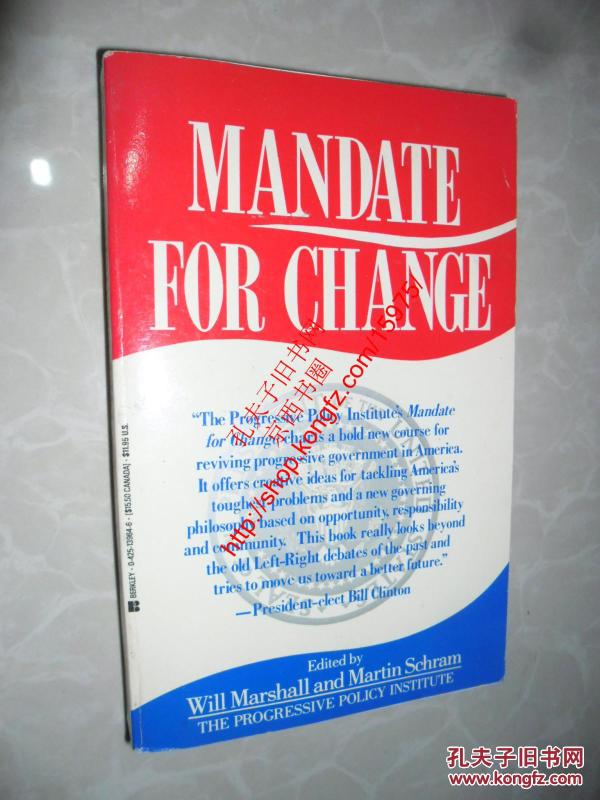 MANDATE
FOR CHANGE
"The Progressive Policy Institute's Mandate
for Change charts a bold new course for
reviving progressive government in America.
It offers creative ideas for tackling America's
toughest problems and a new governing
philosophy based on opportunity, responsibility
and community. This book really looks beyond
the old Left-Right debates of the past and
tries to move us toward a better future."
—President-elect Bill Clinton
Edited by
Will Marshall and Martin Schram
THE PROGRESSIVE POLICY INSTITUTE
BERKLEY • 0-425-13964-6 • ($15.50 CANADA) • $11.95 U.S.
孔夫子旧书网
京西书圈
http://shop.kongfz.com/15975/
孔夫子旧书网
www.kongfz.com